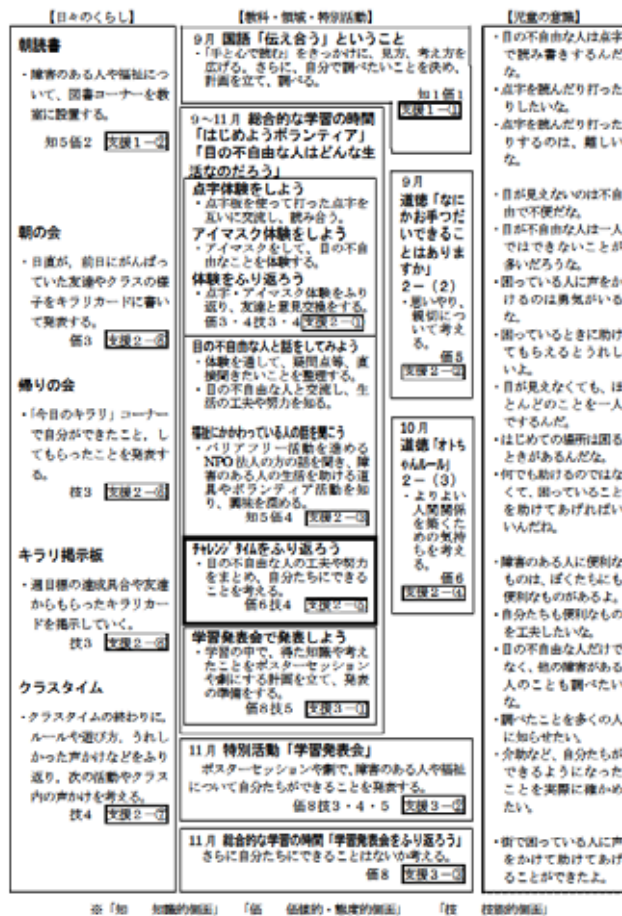 【日々のくらし】
朝読書
・障害のある人や福祉につ
いて、図書コーナーを教
室に設置する。
知5価2 支援1－②
朝の会
・日直が、前日にがんばっ
ていた友達やクラスの様
子をキラリカードに書い
て発表する。
価3 支援2－⑥
帰りの会
・「今日のキラリ」コーナー
で自分ができたこと，し
てもらったことを発表す
る。
技3 支援2－⑥
キラリ掲示板
・週目標の達成具合や友達
からもらったキラリカー
ドを掲示していく。
技3 支援2－⑥
クラスタイム
・クラスタイムの終わりに，
ルールや遊び方，うれし
かった声かけなどをふり
返り，次の活動やクラス
内の声かけを考える。
技4 支援2－⑦
【教科・領域・特別活動】
9月 国語「伝え合う」ということ
・「手と心で読む」をきっかけに、見方、考え方を
広げる。さらに、自分で調べたいことを決め、
計画を立て、調べる。
知1価1
支援1－①
9～11月 総合的な学習の時間
「はじめようボランティア」
「目の不自由な人はどんな生
活なのだろう」
点字体験をしよう
・点字板を使って打った点字を
互いに交流し、読み合う。
アイマスク体験をしよう
・アイマスクをして、目の不自
由なことを体験する。
体験をふり返ろう
・点字・アイマスク体験をふり
返り、友達と意見交換をする。
価3・4技3・4 支援2－①
目の不自由な人と話をしてみよう
・体験を通して、疑問点等、直
接聞きたいことを整理する。
・目の不自由な人と交流し、生
活の工夫や努力を知る。
福祉にかかわっている人の話を聞こう
・バリアフリー活動を進める
NPO法人の方の話を聞き、障
害のある人の生活を助ける道
具やボランティア活動を知
り、興味を深める。
知5価4 支援2－③
チャレンジタイムをふり返ろう
・目の不自由な人の工夫や努力
をまとめ、自分たちにできる
ことを考える。
価6技4 支援2－⑤
学習発表会で発表しよう
・学習の中で、得た知識や考え
たことをポスターセッション
や劇にする計画を立て、発表
の準備をする。
価8技5 支援3－①
9月
道徳「なに
かお手つだ
いできるこ
とはありま
すか」
2－（2）
・思いやり、
親切につ
いて考え
る。
価5
支援2－②
10月
道徳「オトち
ゃんルール」
2－（3）
・よりよい
人間関係
を築くた
めの気持
ちを考え
る。
価6
支援2－④
11月 特別活動「学習発表会」
ポスターセッションや劇で、障害のある人や福祉
について自分たちができることを発表する。
価8技3・4・5 支援3－②
11月 総合的な学習の時間「学習発表会をふり返ろう」
さらに自分たちにできることはないか考える。
価8 支援3－③
【児童の意識】
・目の不自由な人は点字
で読み書きするんだ
な。
・点字を読んだり打った
りしたいな。
・点字を読んだり打った
りするのは、難しい
な。
・目が見えないのは不自
由で不便だな。
・目が不自由な人は一人
ではできないことが
多いだろうな。
・困っている人に声をか
けるのは勇気がいる
な。
・困っているときに助け
てもらえるとうれし
いよ。
・目が見えなくても、ほ
とんどのことを一人
でするんだ。
・はじめての場所は困る
ときがあるんだな。
・何でも助けるのではな
くて、困っていること
を助けてあげればい
いんだね。
・障害のある人に便利な
ものは、ぼくたちにも
便利なものがあるよ。
・自分たちも便利なもの
を工夫したいな。
・目の不自由な人だけで
なく、他の障害がある
人のことも調べたい
な。
・調べたことを多くの人
に知らせたい。
・介助など、自分たちが
できるようになった
ことを実際に確かめ
たい。
・街で困っている人に声
をかけて助けてあげ
ることができたよ。
※「知 知識的側面」 「価 価値的・態度的側面」 「技 技能的側面」